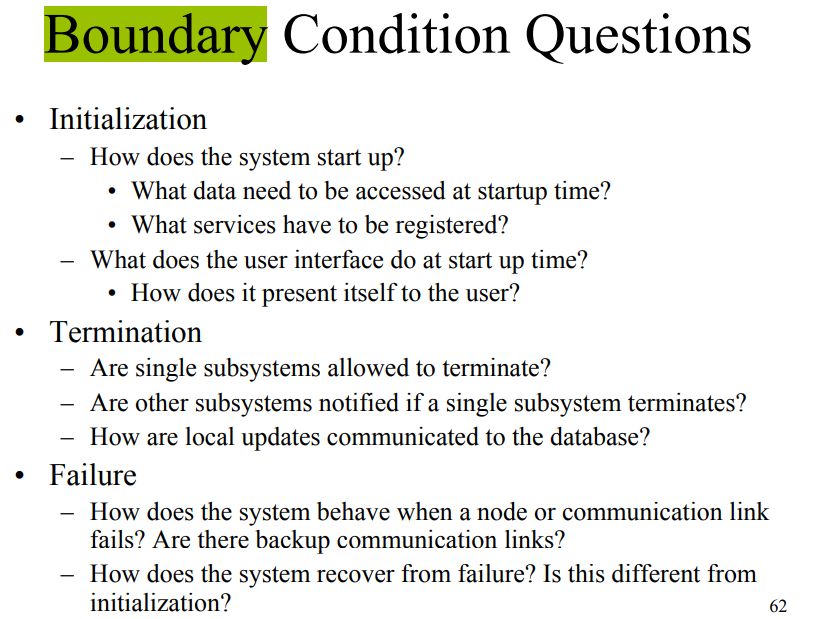 Boundary Condition Questions
• Initialization
– How does the system start up?
• What data need to be accessed at startup time?
• What services have to be registered?
– What does the user interface do at start up time?
• How does it present itself to the user?
• Termination
– Are single subsystems allowed to terminate?
– Are other subsystems notified if a single subsystem terminates?
– How are local updates communicated to the database?
• Failure
– How does the system behave when a node or communication link
fails? Are there backup communication links?
– How does the system recover from failure? Is this different from
initialization?
62